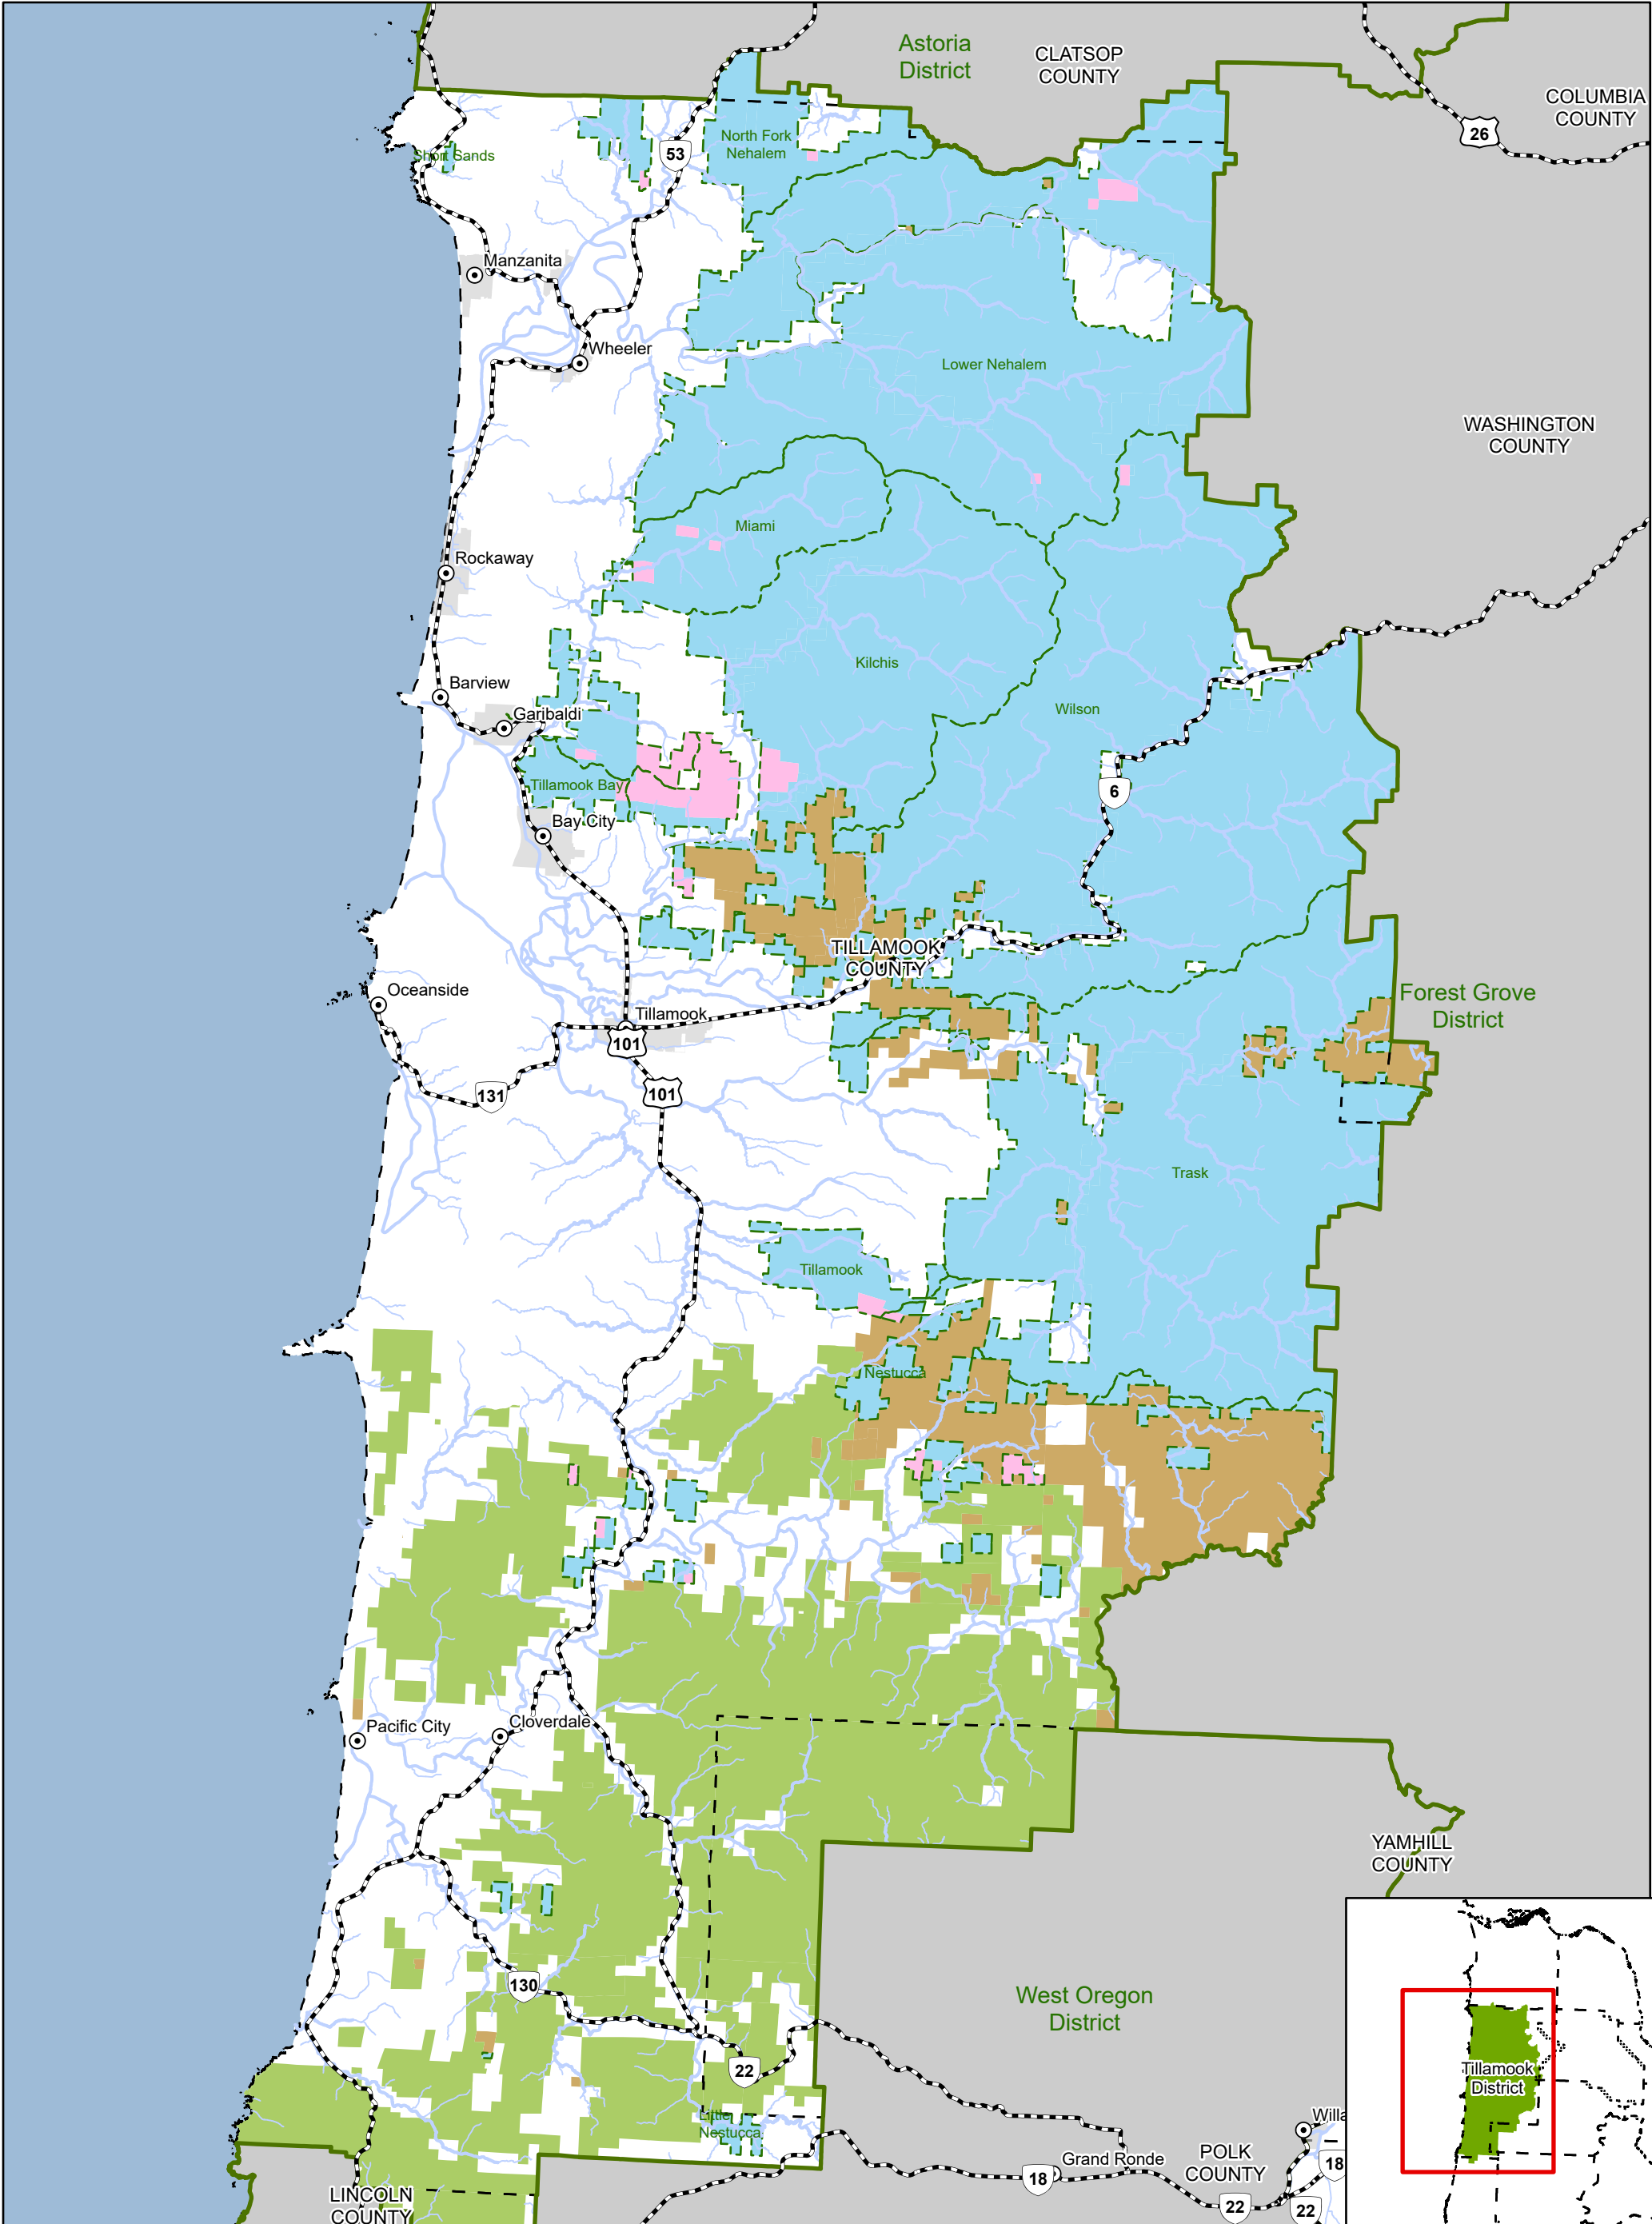 Astoria
District
CLATSOP
COUNTY
COLUMBIA
COUNTY
26
North Fork
Nehalem
53
Short Sands
Manzanita
Wheeler
Lower Nehalem
WASHINGTON
COUNTY
Miami
Rockaway
Kilchis
Barview
Garibaldi
Wilson
Tillamook Bay
6
Bay City
TILLAMOOK
COUNTY
Oceanside
Forest Grove
District
Tillamook
101
131
101
Trask
Tillamook
Nestucca
Pacific City
Cloverdale
YAMHILL
COUNTY
130
West Oregon
District
22
Tillamook
District
Little
Nestucca
Willa
Grand Ronde
POLK
COUNTY
18
18
22
22
LINCOLN
COUNTY